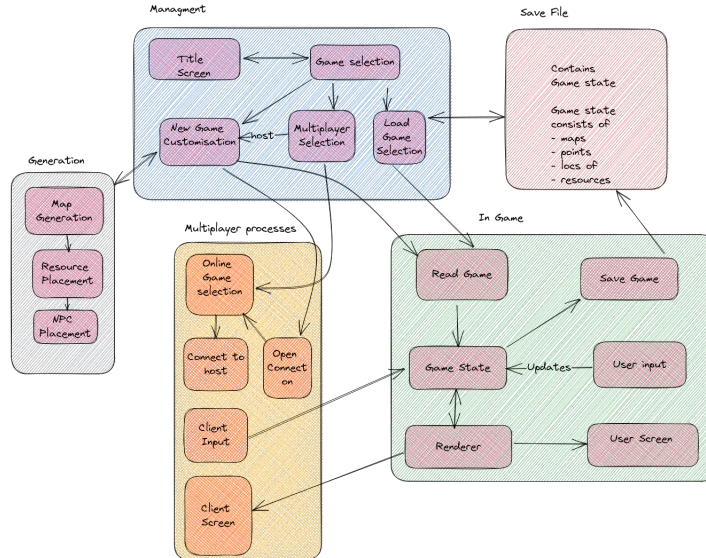 Managment
Save File
Title
Screen
Game selection
Contains
Game state
Game state
consists of
- maps
- points
- locs of
- resources
New Game
Customisation
host
Multiplayer
Selection
Load
Game
Selection
Generation
Map
Generation
Resource
Placement
NPC
Placement
Multiplayer processes
Online
Game
selection
Connect to
host
Open
Connecti
on
Client
Input
Client
Screen
In Game
Read Game
Save Game
Game State
Updates
User input
Renderer
User Screen